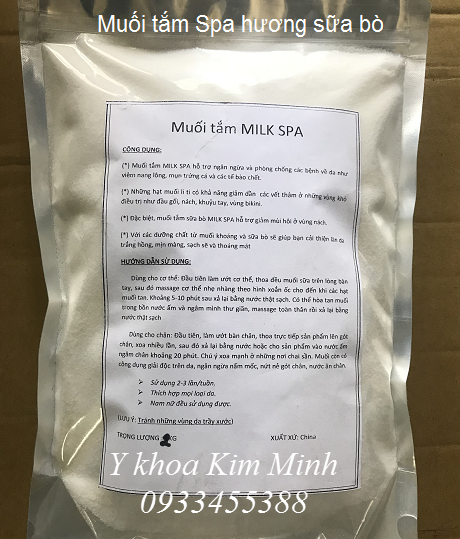 Muối tắm Spa hương sữa bò
Muối tắm MILK SPA
CÔNG DỤNG:
(*) Muối tắm MILK SPA hỗ trợ ngăn ngừa và phòng chống các bệnh về da như
viêm nang lông, mụn trứng cá và các tế bào chết.
(*) Những hạt muối li ti có khả năng giảm dần các vết thâm ở những vùng khó
điều trị như đầu gối, nách, khuỷu tay, vùng bikini.
(*) Đặc biệt, muối tắm sữa bò MILK SPA hỗ trợ giảm mùi hôi ở vùng nách.
(*) Với các dưỡng chất từ muối khoáng và sữa bò sẽ giúp bạn cải thiện làn da
trắng hồng, mịn màng, sạch sẽ và thoáng mát
HƯỚNG DẪN SỬ DỤNG:
Dùng cho cơ thể: Đầu tiên làm ướt cơ thể, thoa đều muối sữa trên lòng bàn
tay, sau đó massage cơ thể nhẹ nhàng theo hình xoắn ốc cho đến khi các hạt
muối tan. Khoảng 5-10 phút sau xả lại bằng nước thật sạch. Có thể hòa tan muối
trong bồn nước ấm và ngâm mình thư giãn, massage toàn thân rồi xả lại bằng
nước thật sạch
Dùng cho chân: Đầu tiên, làm ướt bàn chân, thoa trực tiếp sản phẩm lên gót
chân, xoa nhiều lần, sau đó xả lại bằng nước hoặc cho sản phẩm vào nước ấm
ngâm chân khoảng 20 phút. Chú ý xoa mạnh ở những nơi chai sần. Muối còn có
công dụng giải độc trên da, ngăn ngừa nấm mốc, nứt nẻ gót chân, nước ăn chân.
➢ Sử dụng 2-3 lần/tuần.
➢ Thích hợp mọi loại da.
➢ Nam nữ đều sử dụng được.
(LƯU Ý: Tránh những vùng da trầy xước)
TRỌNG LƯỢNG KG XUẤT XỨ: China
Y khoa Kim Minh
0933455388